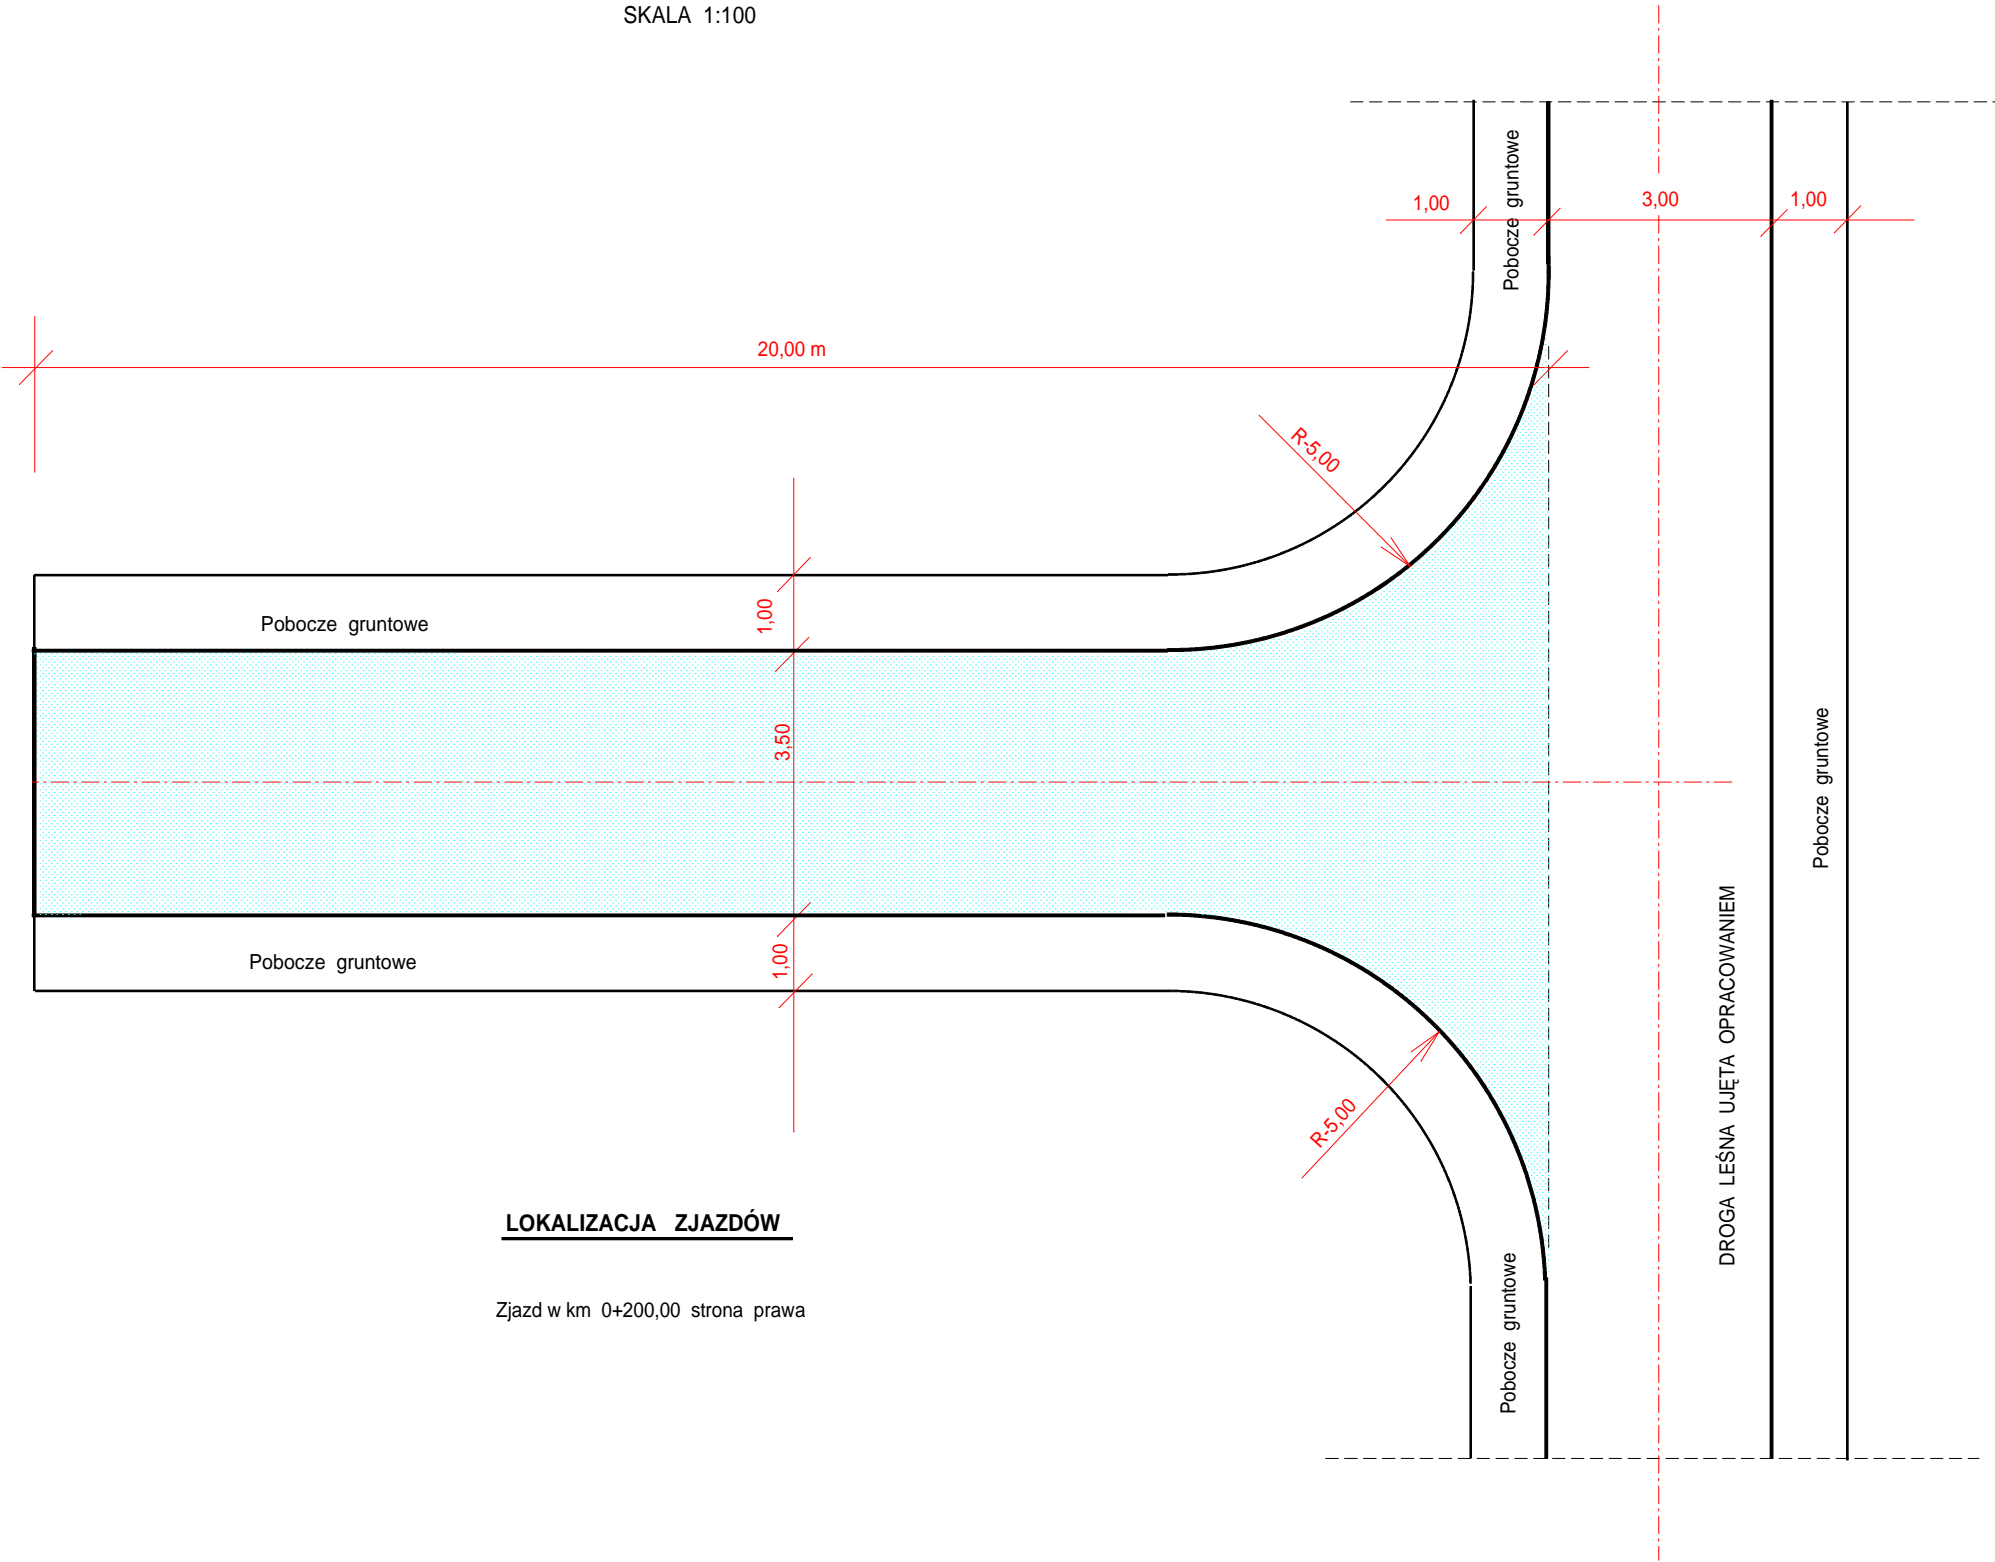 SKALA 1:100
Pobocze gruntowe
1,00
3,00
1,00
20,00 m
R-5,00
1,00
Pobocze gruntowe
3,50
Pobocze gruntowe
DROGA LEŚNA UJĘTA OPRACOWANIEM
1,00
Pobocze gruntowe
R-5,00
LOKALIZACJA ZJAZDÓW
Zjazd w km 0+200,00 strona prawa
Pobocze gruntowe